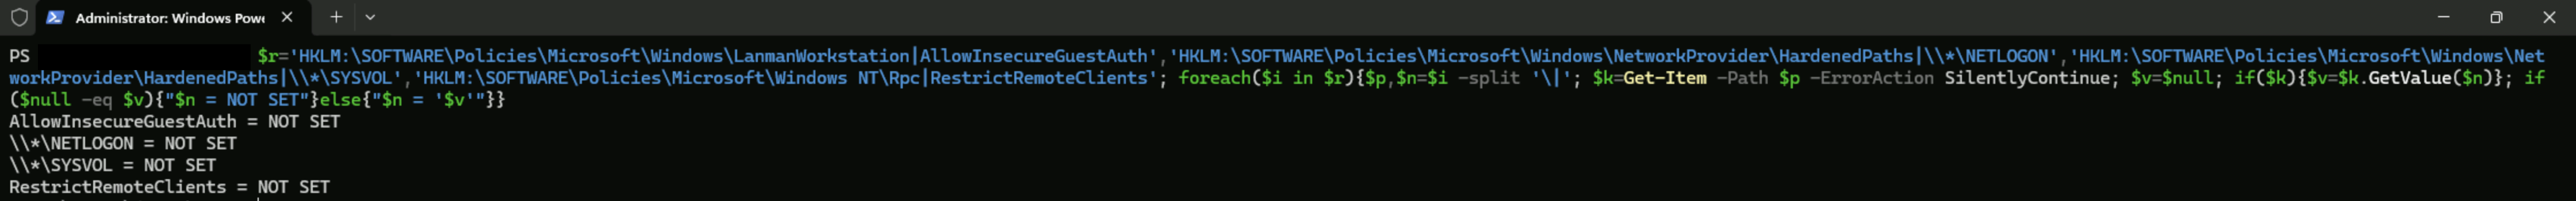 Administrator: Windows Powe
PS $r='HKLM:\SOFTWARE\Policies\Microsoft\Windows\LanmanWorkstation|AllowInsecureGuestAuth','HKLM:\SOFTWARE\Policies\Microsoft\Windows\NetworkProvider\HardenedPaths|\\*\NETLOGON','HKLM:\SOFTWARE\Policies\Microsoft\Windows\Net
workProvider\HardenedPaths|\\*\SYSVOL','HKLM:\SOFTWARE\Policies\Microsoft\Windows NT\Rpc|RestrictRemoteClients'; foreach($i in $r){$p,$n=$i -split '\|'; $k=Get-Item -Path $p -ErrorAction SilentlyContinue; $v=$null; if($k){$v=$k.GetValue($n)}; if
($null -eq $v){"$n = NOT SET"}else{"$n = '$v'"}}
AllowInsecureGuestAuth = NOT SET
\\*\NETLOGON = NOT SET
\\*\SYSVOL = NOT SET
RestrictRemoteClients = NOT SET